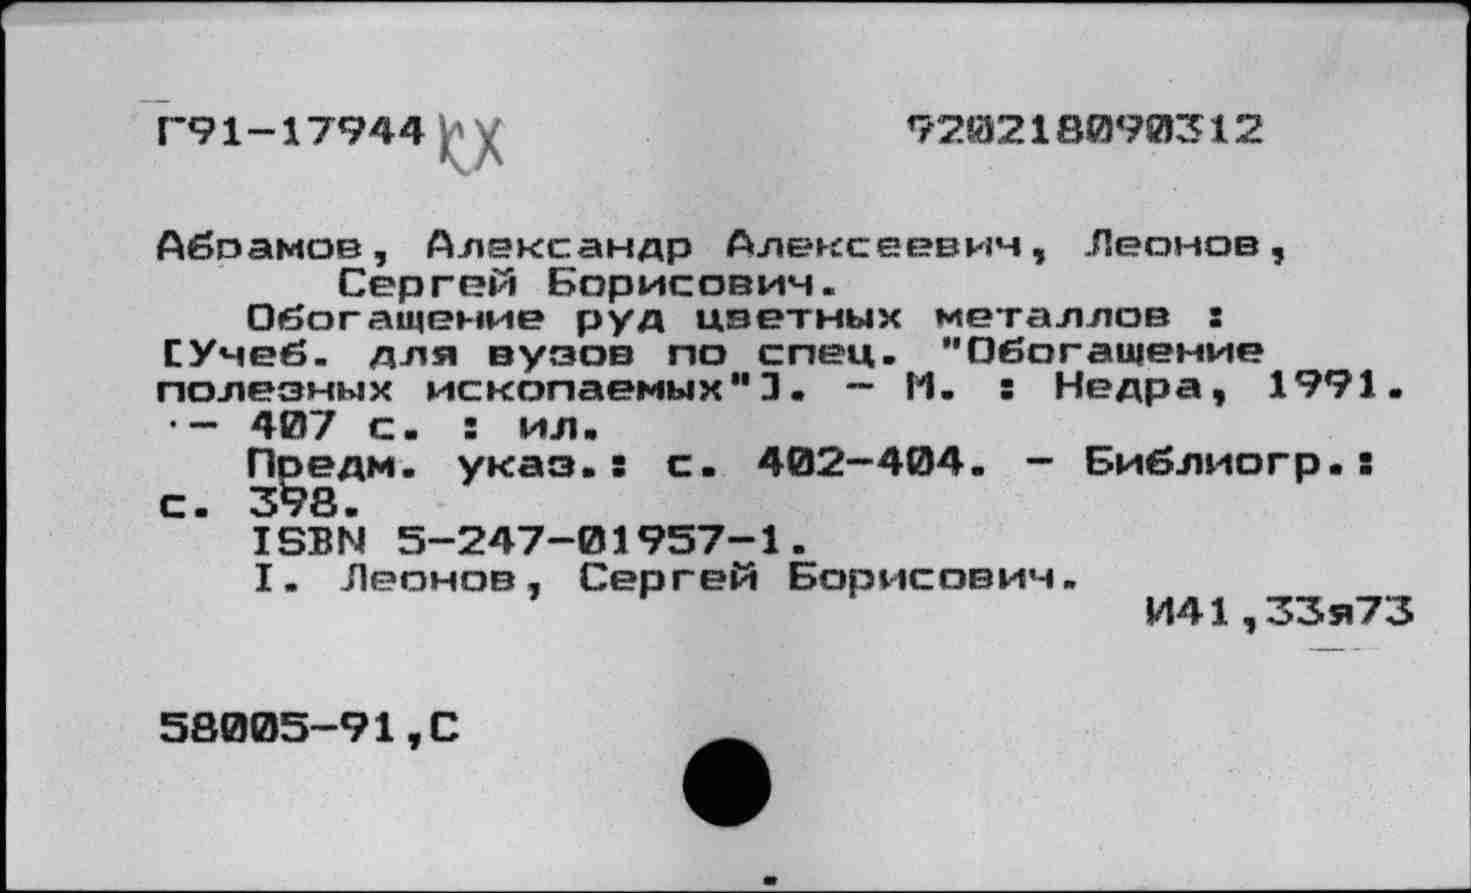 Г91-17944 КХ 920218090312
Абрамов, Александр Алексеевич, Леонов,
Сергей Борисович.
Обогащение руд цветных металлов :
[Учеб. для вузов по спец. "Обогащение
полезных ископаемых"]. - М. : Недра, 1991.
- 407 с. : ил.
Предм. указ.: с. 402-404. - Библиогр.:
с. 398.
ISBN 5-247-01957-1.
I. Леонов, Сергей Борисович.
И41,33я73
58005-91,С